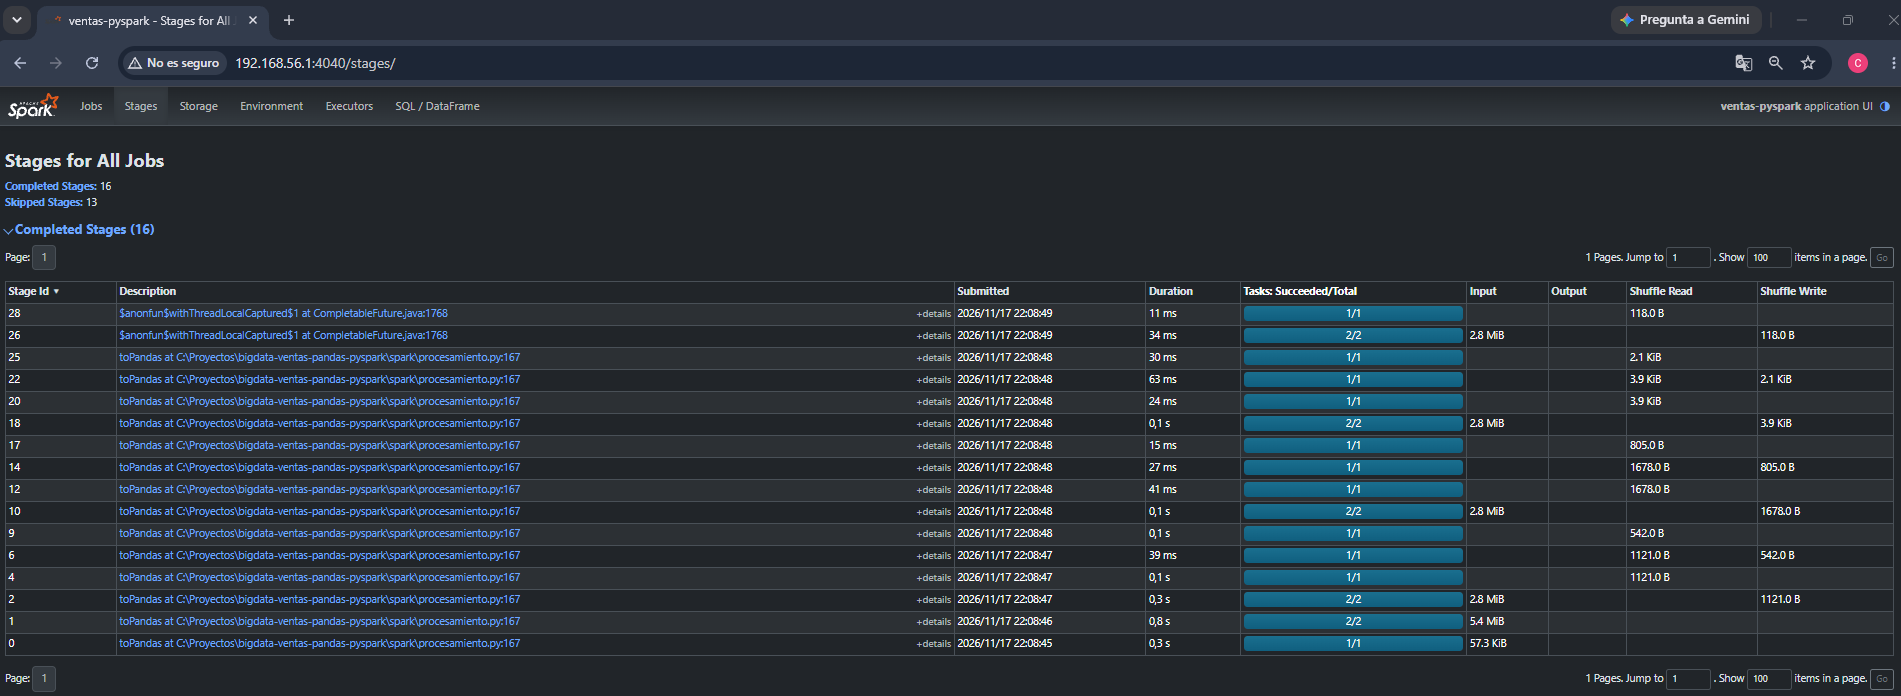 ventas-pyspark - Stages for All
Pregunta a Gemini
No es seguro 192.168.56.1:4040/stages/
C
APACHE Spark Jobs Stages Storage Environment Executors SQL / DataFrame ventas-pyspark application UI
Stages for All Jobs
Completed Stages: 16
Skipped Stages: 13
Completed Stages (16)
Page: 1 1 Pages. Jump to 1 . Show 100 items in a page. Go
Stage Id ▾ Description Submitted Duration Tasks: Succeeded/Total Input Output Shuffle Read Shuffle Write
28 $anonfun$withThreadLocalCaptured$1 at CompletableFuture.java:1768 +details 2026/11/17 22:08:49 11 ms 1/1 118.0 B
26 $anonfun$withThreadLocalCaptured$1 at CompletableFuture.java:1768 +details 2026/11/17 22:08:49 34 ms 2/2 2.8 MiB 118.0 B
25 toPandas at C:\Proyectos\bigdata-ventas-pandas-pyspark\spark\procesamiento.py:167 +details 2026/11/17 22:08:48 30 ms 1/1 2.1 KiB
22 toPandas at C:\Proyectos\bigdata-ventas-pandas-pyspark\spark\procesamiento.py:167 +details 2026/11/17 22:08:48 63 ms 1/1 3.9 KiB 2.1 KiB
20 toPandas at C:\Proyectos\bigdata-ventas-pandas-pyspark\spark\procesamiento.py:167 +details 2026/11/17 22:08:48 24 ms 1/1 3.9 KiB
18 toPandas at C:\Proyectos\bigdata-ventas-pandas-pyspark\spark\procesamiento.py:167 +details 2026/11/17 22:08:48 0,1 s 2/2 2.8 MiB 3.9 KiB
17 toPandas at C:\Proyectos\bigdata-ventas-pandas-pyspark\spark\procesamiento.py:167 +details 2026/11/17 22:08:48 15 ms 1/1 805.0 B
14 toPandas at C:\Proyectos\bigdata-ventas-pandas-pyspark\spark\procesamiento.py:167 +details 2026/11/17 22:08:48 27 ms 1/1 1678.0 B 805.0 B
12 toPandas at C:\Proyectos\bigdata-ventas-pandas-pyspark\spark\procesamiento.py:167 +details 2026/11/17 22:08:48 41 ms 1/1 1678.0 B
10 toPandas at C:\Proyectos\bigdata-ventas-pandas-pyspark\spark\procesamiento.py:167 +details 2026/11/17 22:08:48 0,1 s 2/2 2.8 MiB 1678.0 B
9 toPandas at C:\Proyectos\bigdata-ventas-pandas-pyspark\spark\procesamiento.py:167 +details 2026/11/17 22:08:48 0,1 s 1/1 542.0 B
6 toPandas at C:\Proyectos\bigdata-ventas-pandas-pyspark\spark\procesamiento.py:167 +details 2026/11/17 22:08:47 39 ms 1/1 1121.0 B 542.0 B
4 toPandas at C:\Proyectos\bigdata-ventas-pandas-pyspark\spark\procesamiento.py:167 +details 2026/11/17 22:08:47 0,1 s 1/1 1121.0 B
2 toPandas at C:\Proyectos\bigdata-ventas-pandas-pyspark\spark\procesamiento.py:167 +details 2026/11/17 22:08:47 0,3 s 2/2 2.8 MiB 1121.0 B
1 toPandas at C:\Proyectos\bigdata-ventas-pandas-pyspark\spark\procesamiento.py:167 +details 2026/11/17 22:08:46 0,8 s 2/2 5.4 MiB
0 toPandas at C:\Proyectos\bigdata-ventas-pandas-pyspark\spark\procesamiento.py:167 +details 2026/11/17 22:08:45 0,3 s 1/1 57.3 KiB
Page: 1 1 Pages. Jump to 1 . Show 100 items in a page. Go